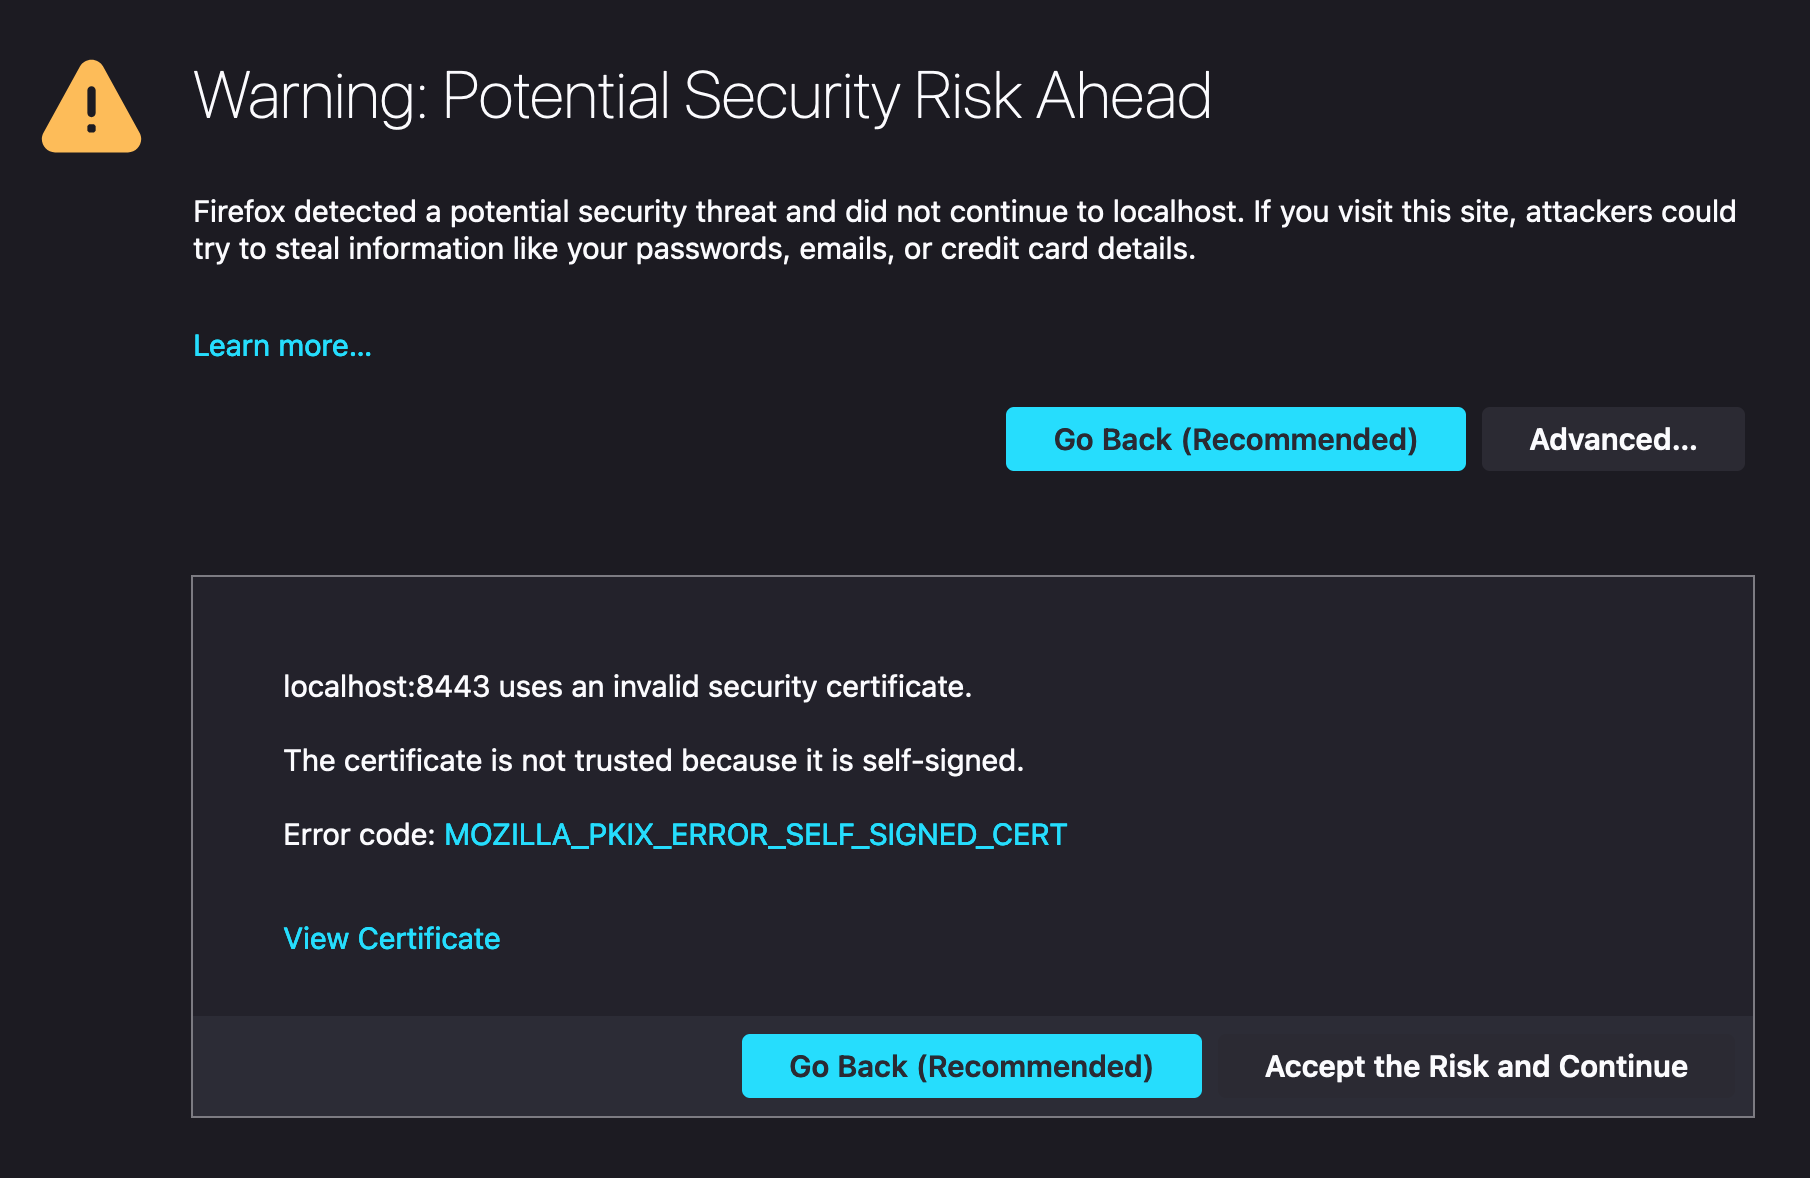 Warning: Potential Security Risk Ahead
Firefox detected a potential security threat and did not continue to localhost. If you visit this site, attackers could
try to steal information like your passwords, emails, or credit card details.
Learn more…
Go Back (Recommended)
Advanced…
localhost:8443 uses an invalid security certificate.
The certificate is not trusted because it is self-signed.
Error code: MOZILLA_PKIX_ERROR_SELF_SIGNED_CERT
View Certificate
Go Back (Recommended)
Accept the Risk and Continue